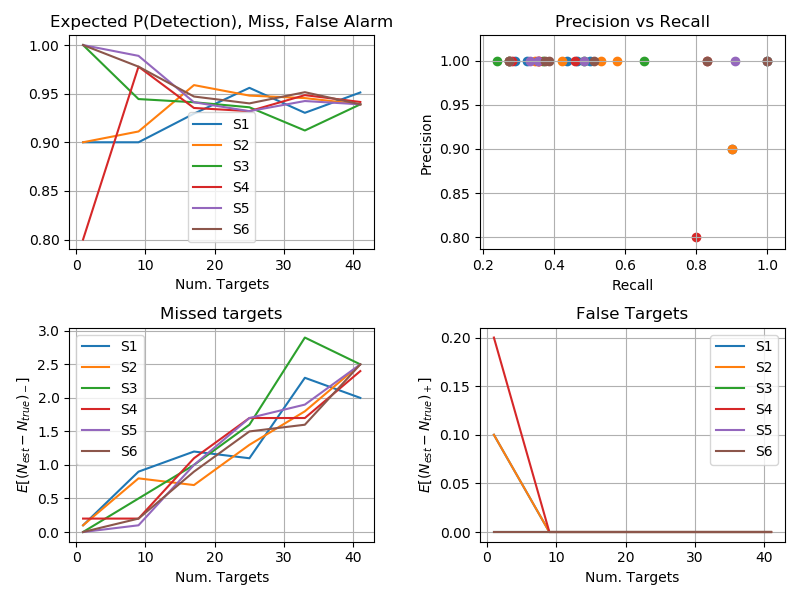 Expected P(Detection), Miss, False Alarm
1.00
0.95
0.90
0.85
0.80
S1
S2
S3
S4
S5
S6
0 10 20 30 40
Num. Targets
Precision vs Recall
Precision
1.00
0.95
0.90
0.85
0.80
0.2 0.4 0.6 0.8 1.0
Recall
Missed targets
E[(N_est − N_true)_−]
3.0
2.5
2.0
1.5
1.0
0.5
0.0
S1
S2
S3
S4
S5
S6
0 10 20 30 40
Num. Targets
False Targets
E[(N_est − N_true)_+]
0.20
0.15
0.10
0.05
0.00
S1
S2
S3
S4
S5
S6
0 10 20 30 40
Num. Targets